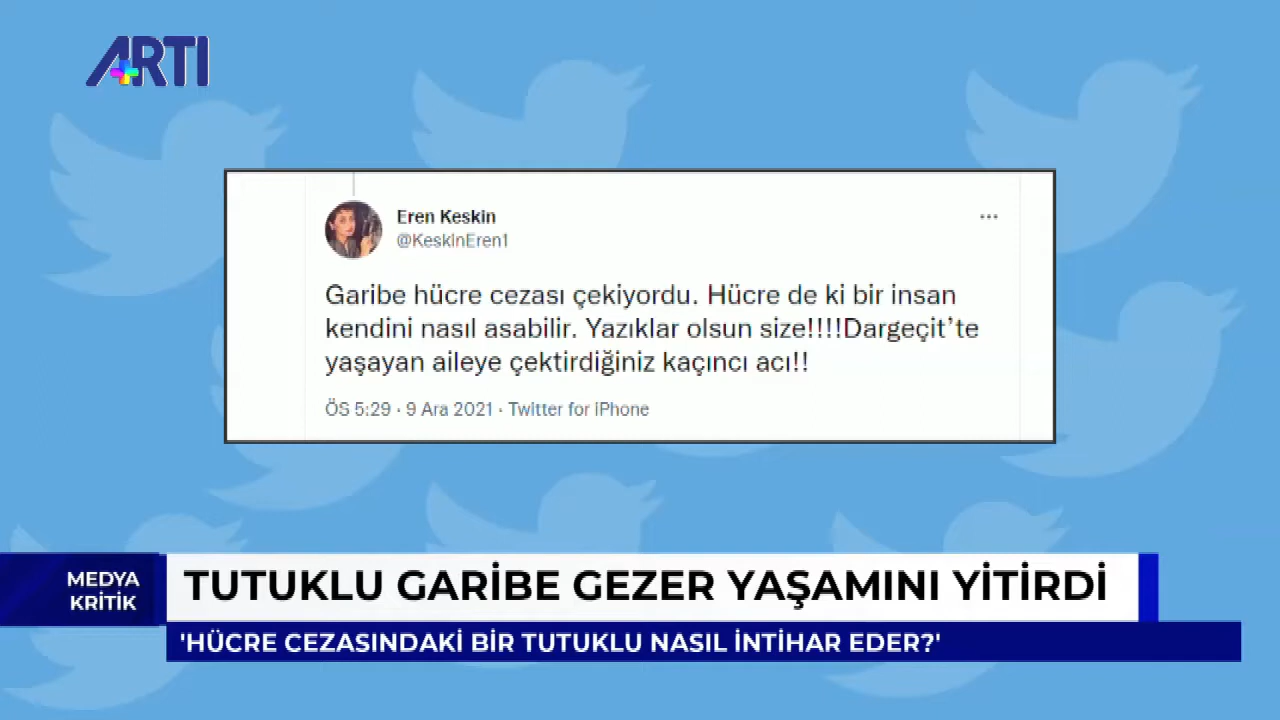 ARTI
Eren Keskin
@KeskinEren1
Garibe hücre cezası çekiyordu. Hücre de ki bir insan
kendini nasıl asabilir. Yazıklar olsun size!!!!Dargeçit’te
yaşayan aileye çektirdiğiniz kaçıncı acı!!
ÖS 5:29 · 9 Ara 2021 · Twitter for iPhone
MEDYA
KRİTİK
TUTUKLU GARİBE GEZER YAŞAMINI YİTİRDİ
'HÜCRE CEZASINDAKİ BİR TUTUKLU NASIL İNTİHAR EDER?'